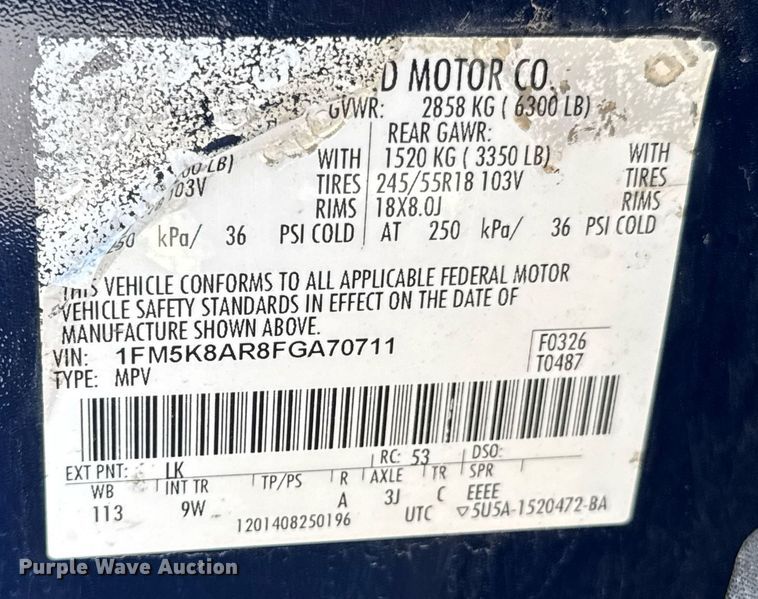 D MOTOR CO.
GVWR: 2858 KG ( 6300 LB)
REAR GAWR:
LB) WITH 1520 KG ( 3350 LB) WITH
103V TIRES 245/55R18 103V TIRES
RIMS 18X8.0J RIMS
kPa/ 36 PSI COLD AT 250 kPa/ 36 PSI COLD
THIS VEHICLE CONFORMS TO ALL APPLICABLE FEDERAL MOTOR
VEHICLE SAFETY STANDARDS IN EFFECT ON THE DATE OF
MANUFACTURE SHOWN ABOVE.
VIN: 1FM5K8AR8FGA70711 F0326
TYPE: MPV T0487
EXT PNT: LK RC: 53 DSO:
WB INT TR TP/PS R AXLE TR SPR
113 9W A 3J C EEEE
1201408250196 UTC ▽5U5A-1520472-BA
Purple Wave Auction